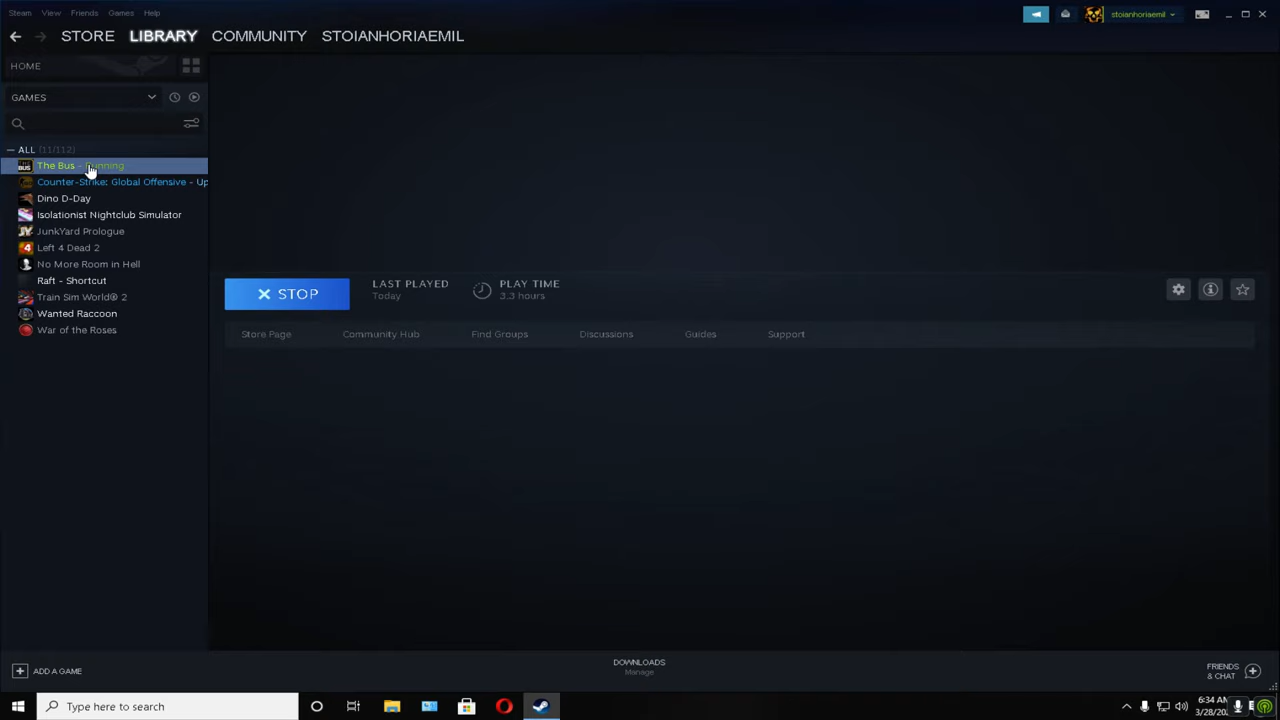 Steam View Friends Games Help
stoianhoriaemil
STORE LIBRARY COMMUNITY STOIANHORIAEMIL
HOME
GAMES
ALL (11/112)
The Bus - Running
Counter-Strike: Global Offensive - Up
Dino D-Day
Isolationist Nightclub Simulator
JunkYard Prologue
Left 4 Dead 2
No More Room in Hell
Raft - Shortcut
Train Sim World® 2
Wanted Raccoon
War of the Roses
STOP
LAST PLAYED
Today
PLAY TIME
3.3 hours
Store Page Community Hub Find Groups Discussions Guides Support
ADD A GAME
DOWNLOADS
Manage
FRIENDS
& CHAT
Type here to search
6:34 AM
3/28/20